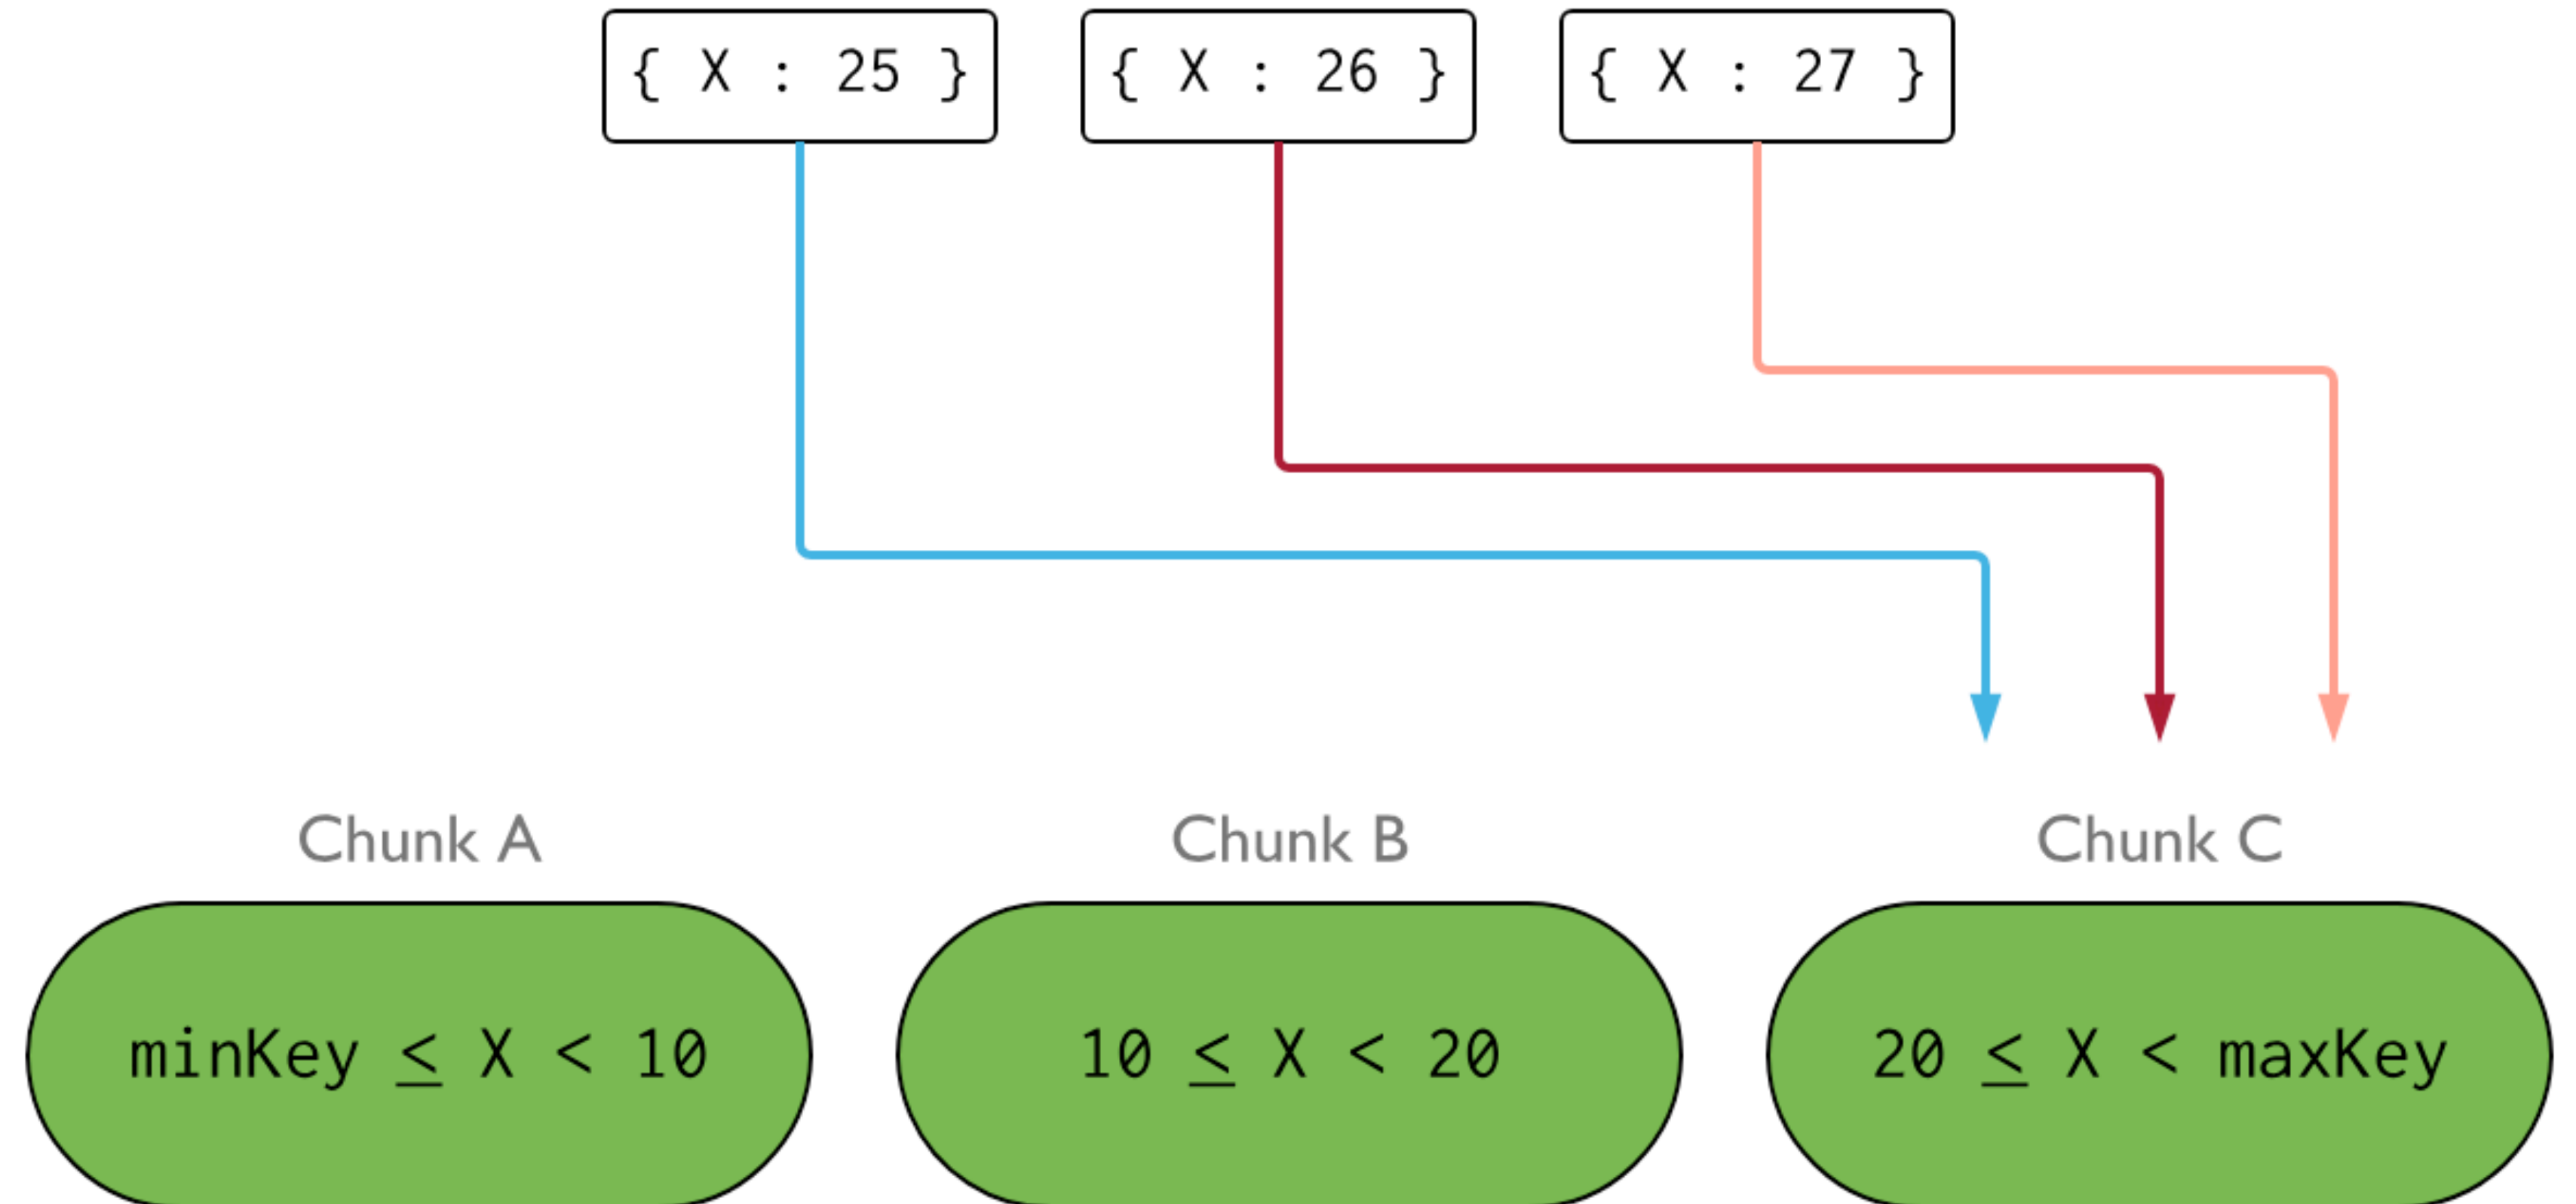 { X : 25 }
{ X : 26 }
{ X : 27 }
Chunk A
Chunk B
Chunk C
minKey ≤ X < 10
10 ≤ X < 20
20 ≤ X < maxKey